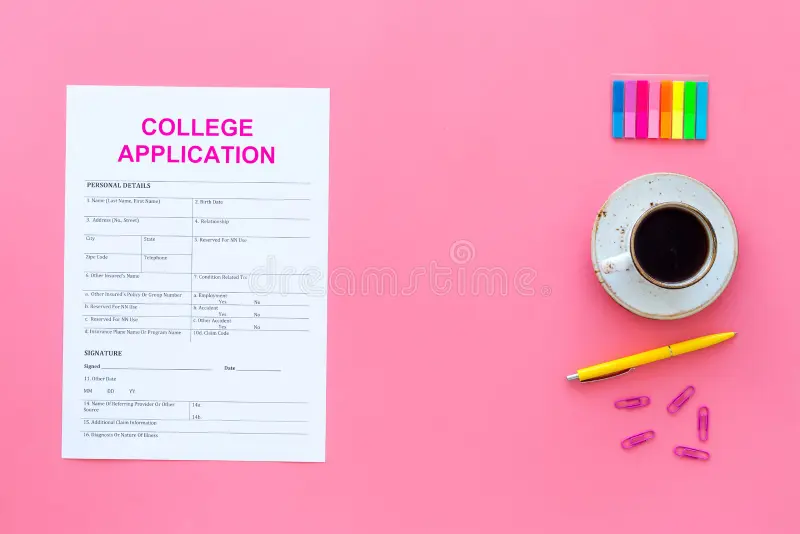 COLLEGE
APPLICATION
PERSONAL DETAILS
1. Name (Last Name, First Name) 2. Birth Date
3. Address (No., Street) 4. Relationship
City State 5. Reserved For NN Use
Zipe Code Telephone
6. Other Insured's Name 7. Condition Related To:
a. Other Insured's Policy Or Group Number a. Employment
Yes No
b. Reserved For NN Use b. Accident
Yes No
c. Reserved For NN Use c. Other Accident
Yes No
d. Insurance Plans Name Or Program Name 10d. Claim Code
SIGNATURE
Signed Date
11. Other Date
MM DD YY
14. Name Of Referring Provider Or Other
Source
14a.
14b.
15. Additional Claim Information
16. Diagnosis Or Nature Of Illness
dreamstime.com